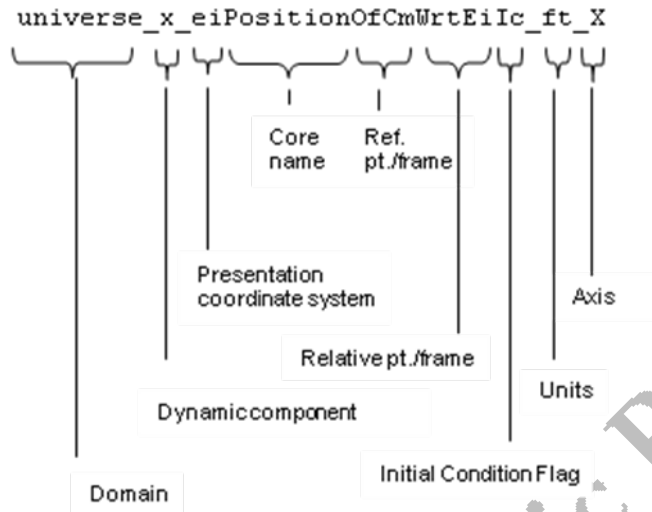 universe_x_eiPositionOfCmWrtEiIc_ft_X
Core Ref.
name pt./frame
Presentation
coordinate system
Axis
Relative pt./frame
Units
Dynamic component
Initial Condition Flag
Domain
ic